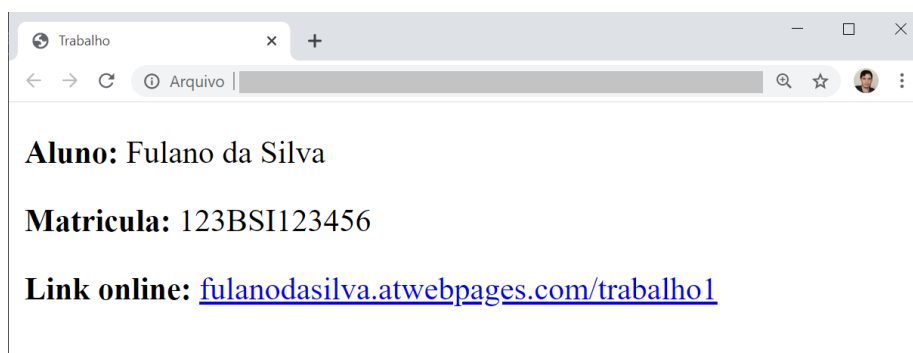 Trabalho
Arquivo
Aluno: Fulano da Silva
Matricula: 123BSI123456
Link online: fulanodasilva.atwebpages.com/trabalho1